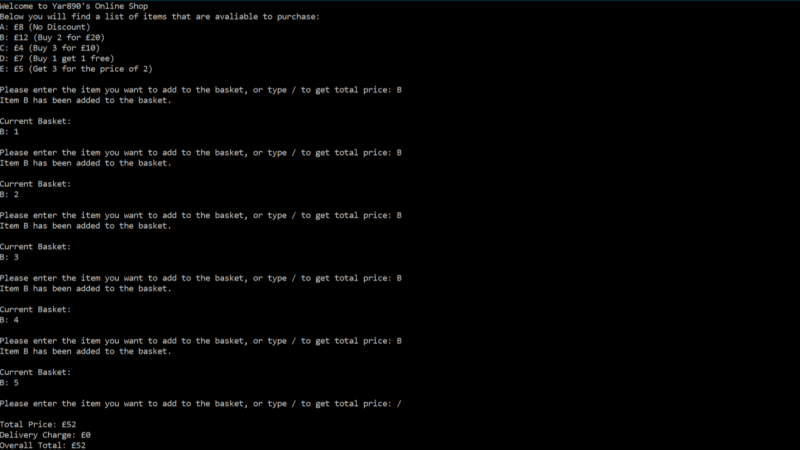 Welcome to Yar890's Online Shop
Below you will find a list of items that are avaliable to purchase:
A: £8 (No Discount)
B: £12 (Buy 2 for £20)
C: £4 (Buy 3 for £10)
D: £7 (Buy 1 get 1 free)
E: £5 (Get 3 for the price of 2)
Please enter the item you want to add to the basket, or type / to get total price: B
Item B has been added to the basket.
Current Basket:
B: 1
Please enter the item you want to add to the basket, or type / to get total price: B
Item B has been added to the basket.
Current Basket:
B: 2
Please enter the item you want to add to the basket, or type / to get total price: B
Item B has been added to the basket.
Current Basket:
B: 3
Please enter the item you want to add to the basket, or type / to get total price: B
Item B has been added to the basket.
Current Basket:
B: 4
Please enter the item you want to add to the basket, or type / to get total price: B
Item B has been added to the basket.
Current Basket:
B: 5
Please enter the item you want to add to the basket, or type / to get total price: /
Total Price: £52
Delivery Charge: £0
Overall Total: £52